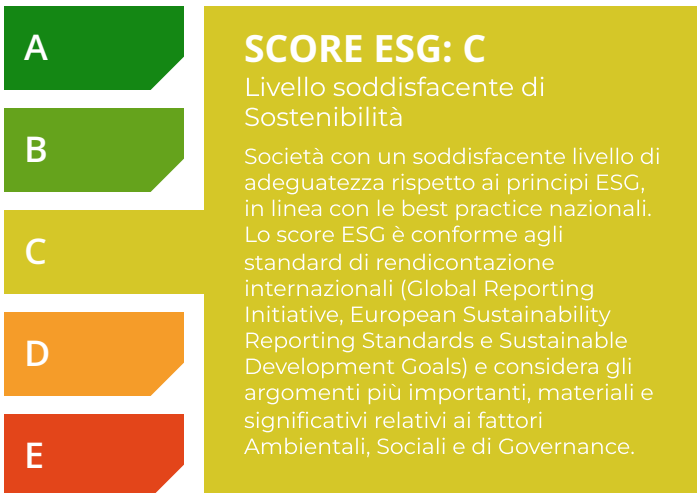 A
B
C
D
E
SCORE ESG: C
Livello soddisfacente di
Sostenibilità
Società con un soddisfacente livello di
adeguatezza rispetto ai principi ESG,
in linea con le best practice nazionali.
Lo score ESG è conforme agli
standard di rendicontazione
internazionali (Global Reporting
Initiative, European Sustainability
Reporting Standards e Sustainable
Development Goals) e considera gli
argomenti più importanti, materiali e
significativi relativi ai fattori
Ambientali, Sociali e di Governance.